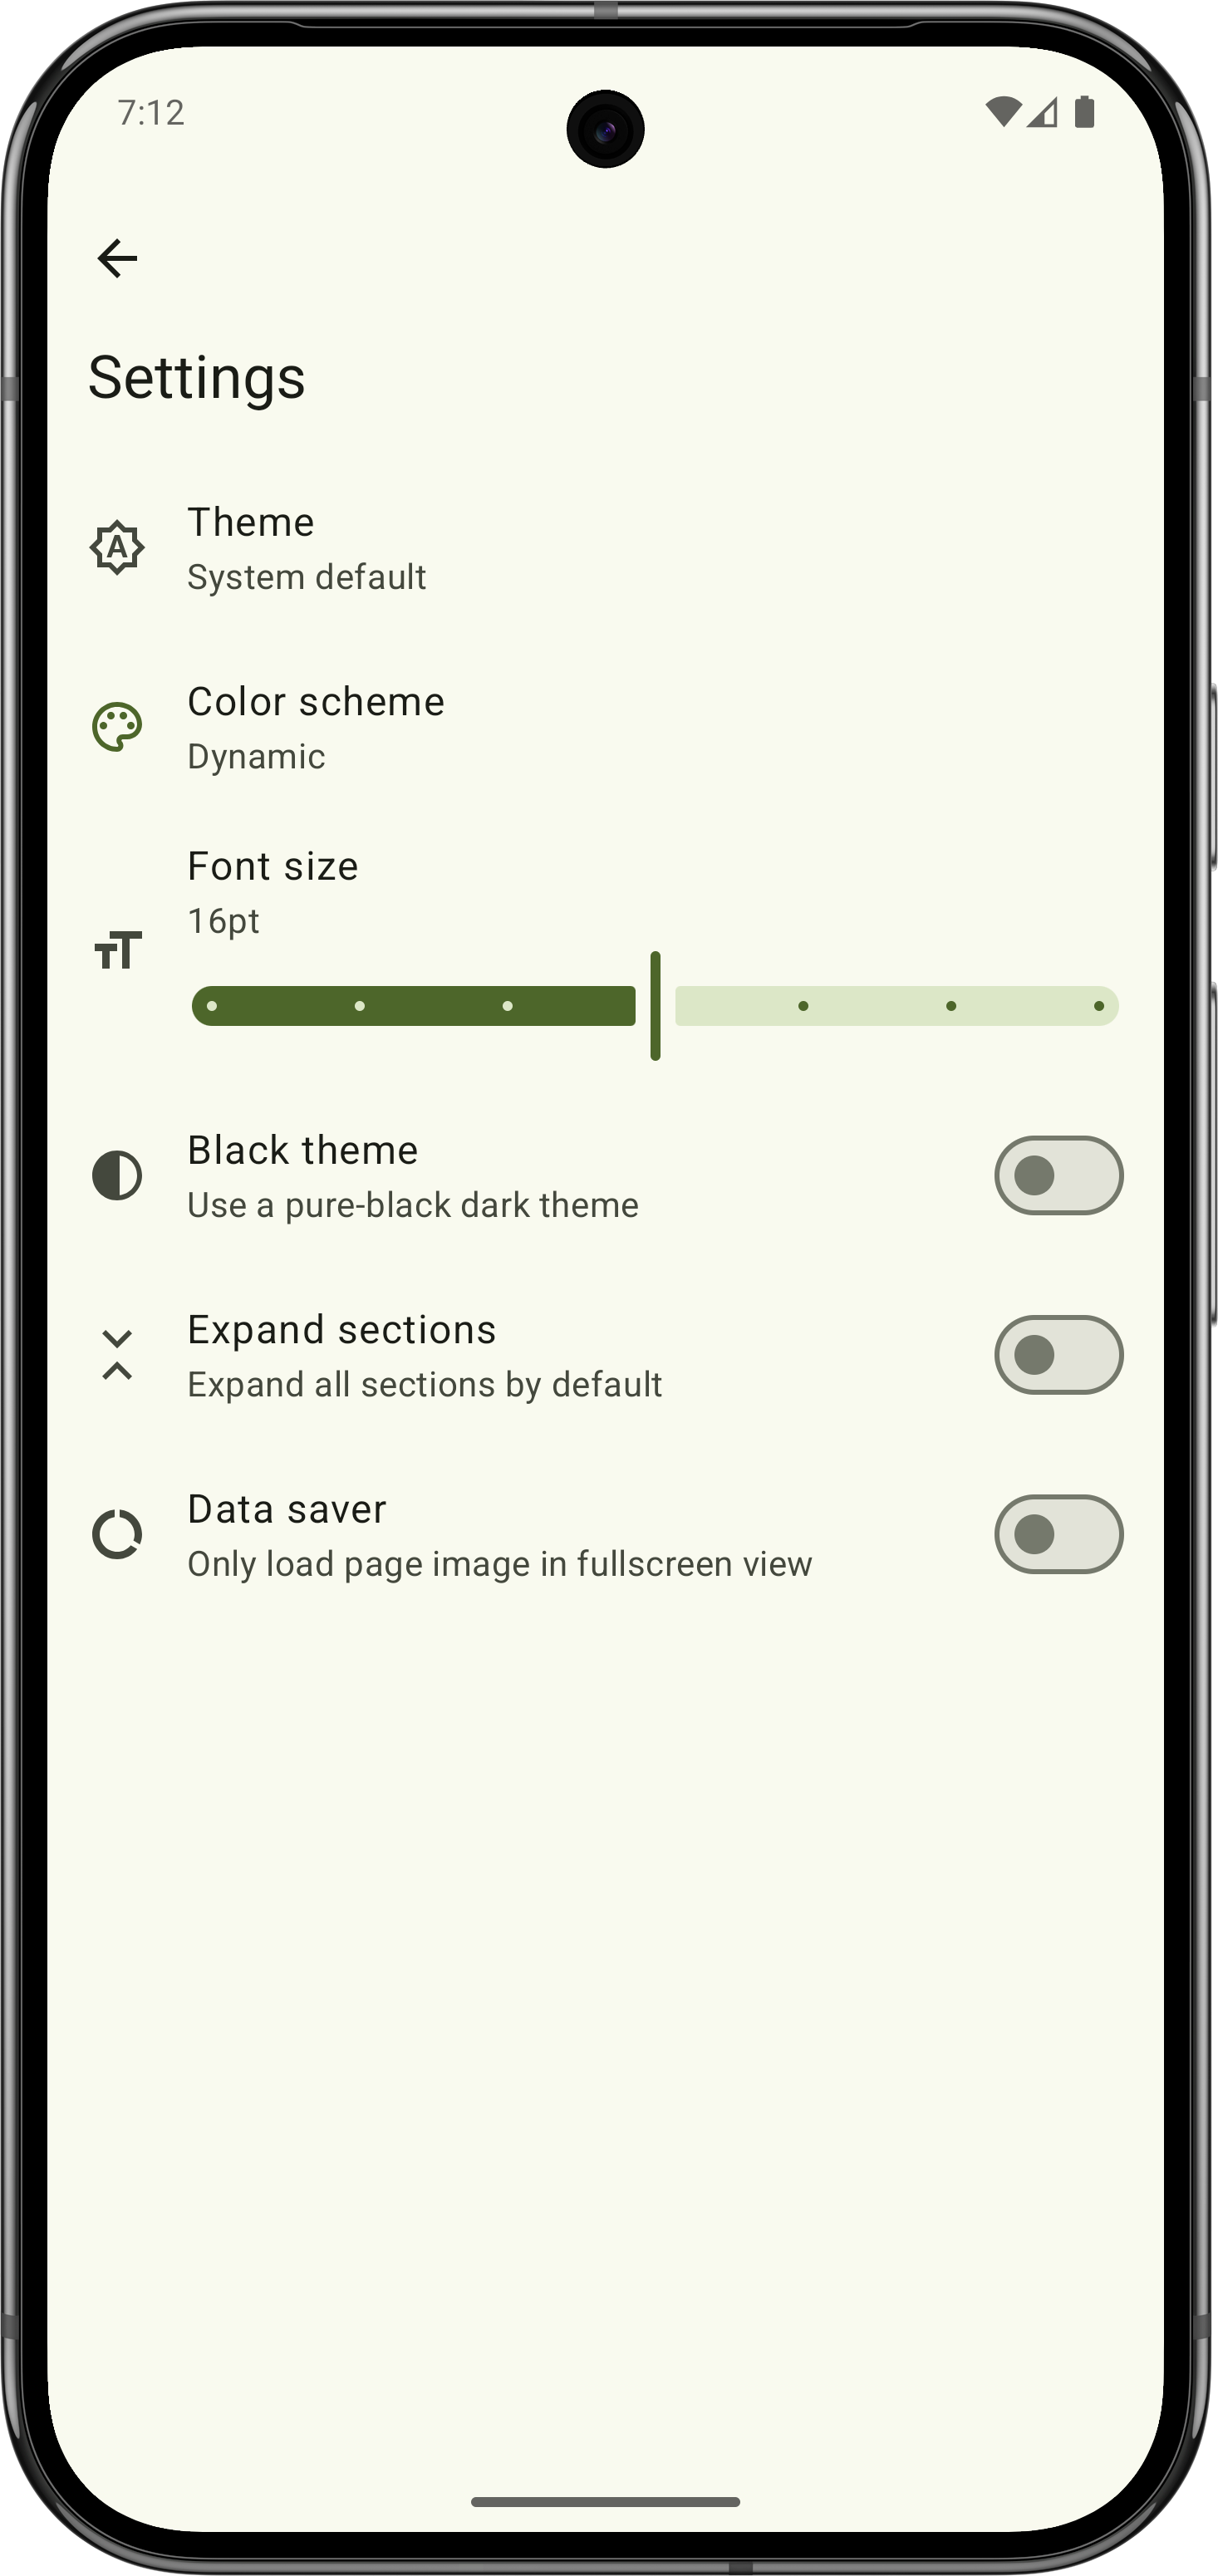 7:12
Settings
Theme
System default
Color scheme
Dynamic
Font size
16pt
Black theme
Use a pure-black dark theme
Expand sections
Expand all sections by default
Data saver
Only load page image in fullscreen view